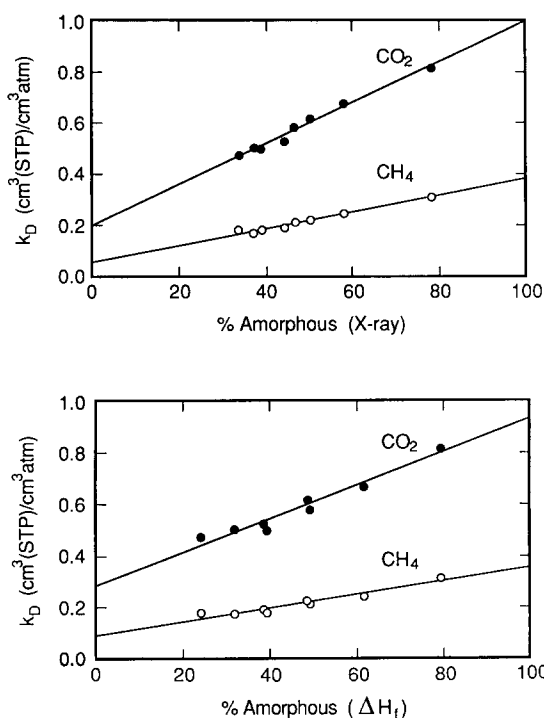 1.0
0.8
0.6
0.4
0.2
0.0
k_D (cm³(STP)/cm³atm)
CO₂
CH₄
0 20 40 60 80 100
% Amorphous (X-ray)
1.0
0.8
0.6
0.4
0.2
0.0
k_D (cm³(STP)/cm³atm)
CO₂
CH₄
0 20 40 60 80 100
% Amorphous (ΔH_f)